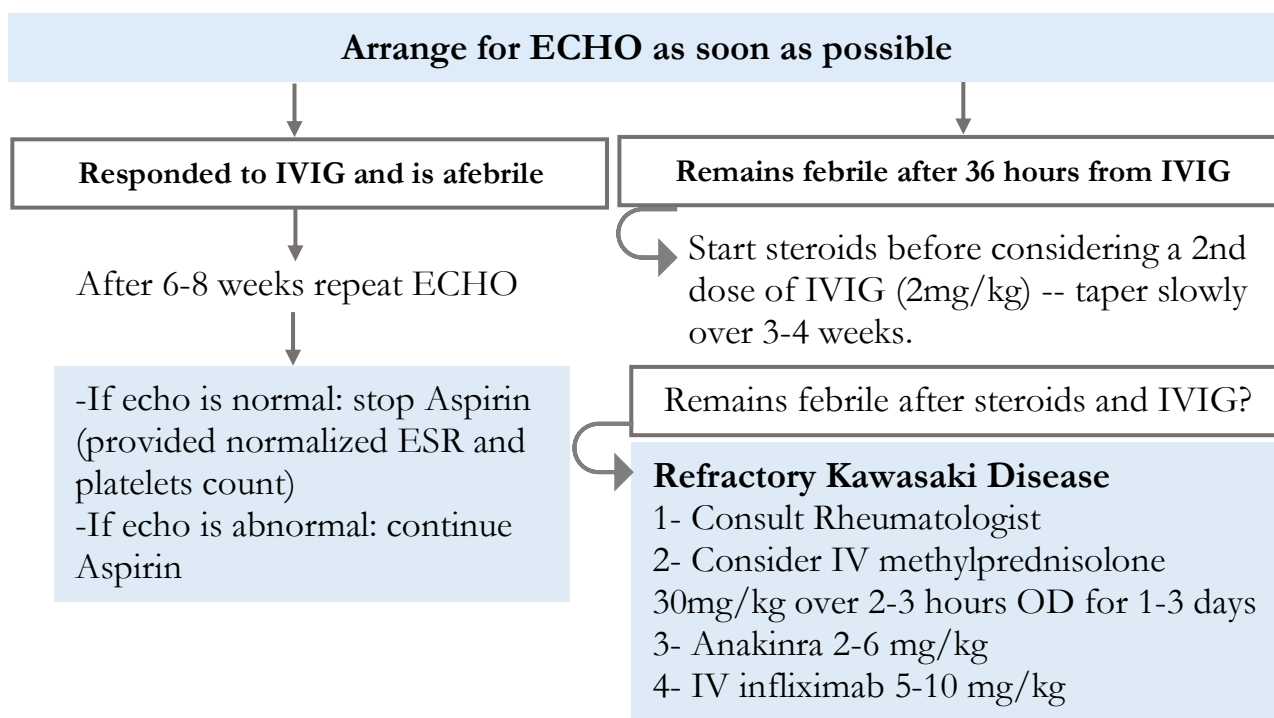 Arrange for ECHO as soon as possible
Responded to IVIG and is afebrile
After 6-8 weeks repeat ECHO
-If echo is normal: stop Aspirin
(provided normalized ESR and
platelets count)
-If echo is abnormal: continue
Aspirin
Remains febrile after 36 hours from IVIG
Start steroids before considering a 2nd
dose of IVIG (2mg/kg) -- taper slowly
over 3-4 weeks.
Remains febrile after steroids and IVIG?
Refractory Kawasaki Disease
1- Consult Rheumatologist
2- Consider IV methylprednisolone
30mg/kg over 2-3 hours OD for 1-3 days
3- Anakinra 2-6 mg/kg
4- IV infliximab 5-10 mg/kg